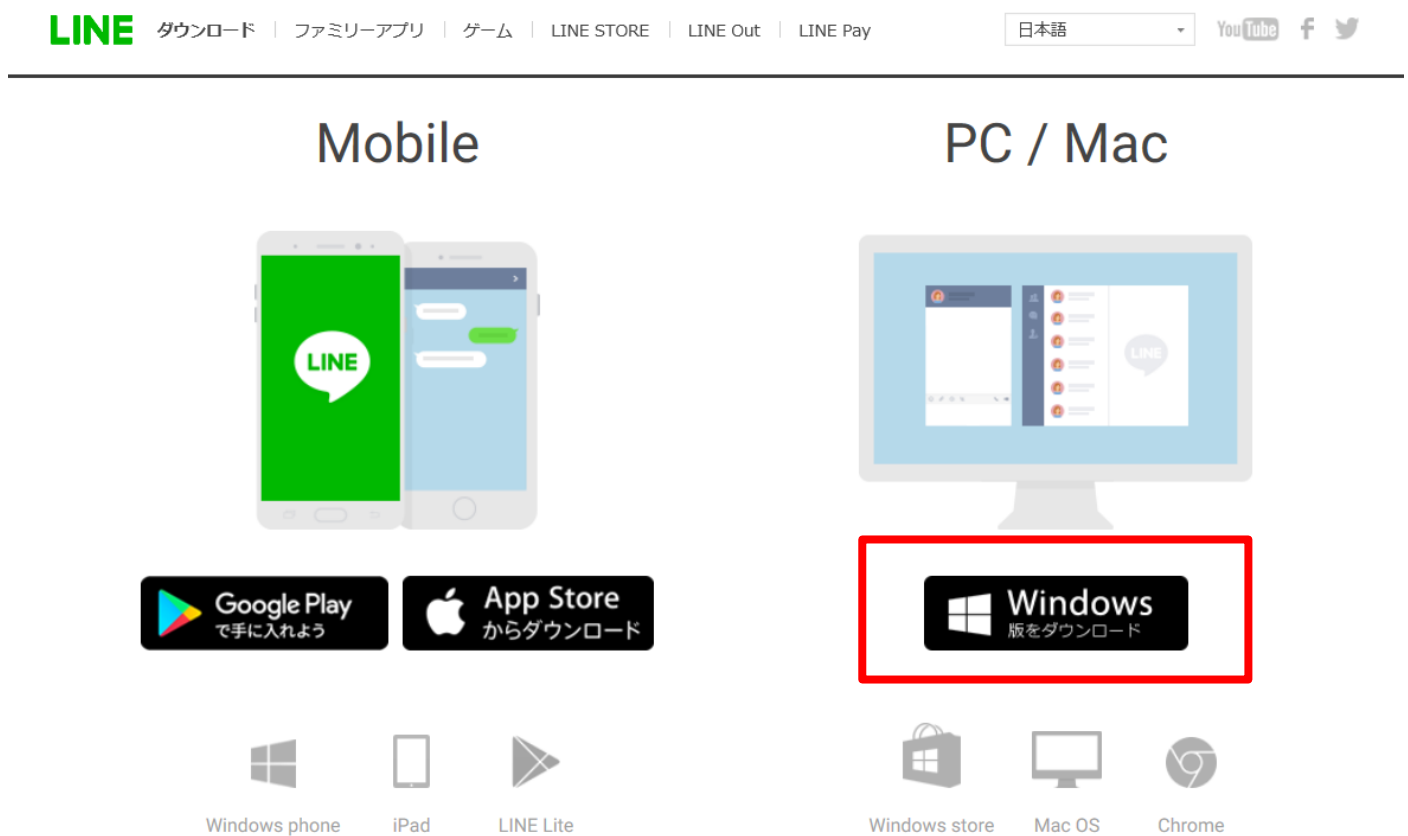 LINE ダウンロード ファミリーアプリ ゲーム LINE STORE LINE Out LINE Pay 日本語 You Tube
Mobile
PC / Mac
LINE
LINE
Google Play
で手に入れよう
App Store
からダウンロード
Windows
版をダウンロード
Windows phone
iPad
LINE Lite
Windows store
Mac OS
Chrome